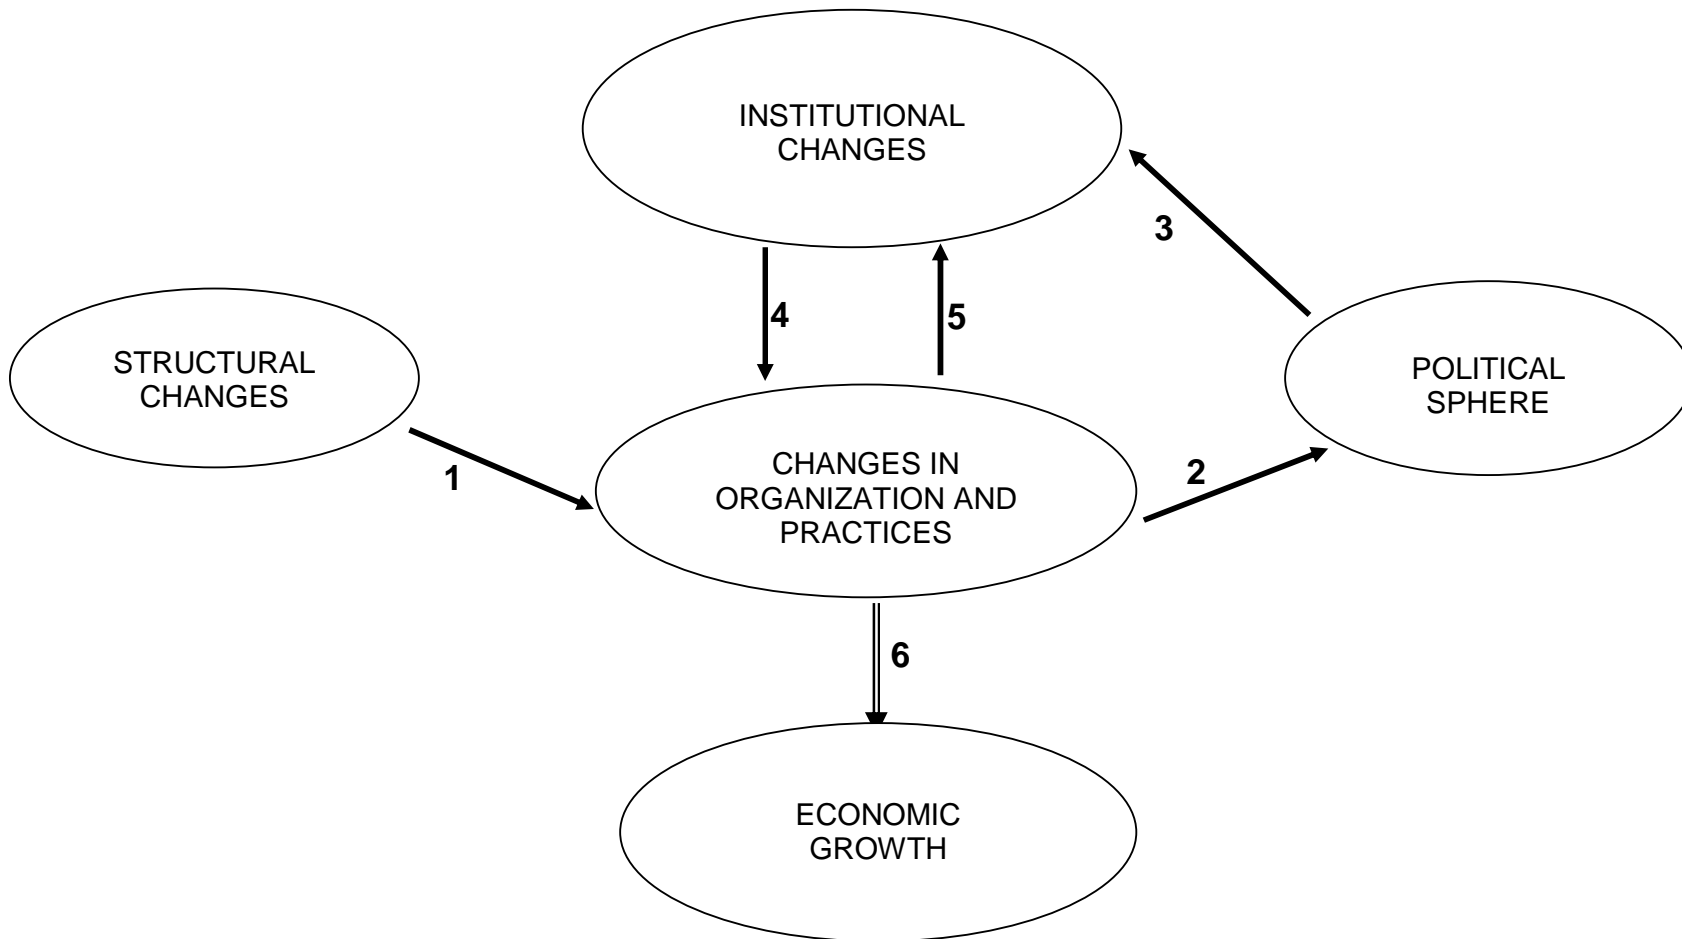 INSTITUTIONAL
CHANGES
3
4
5
STRUCTURAL
CHANGES
POLITICAL
SPHERE
1
CHANGES IN
ORGANIZATION AND
PRACTICES
2
6
ECONOMIC
GROWTH